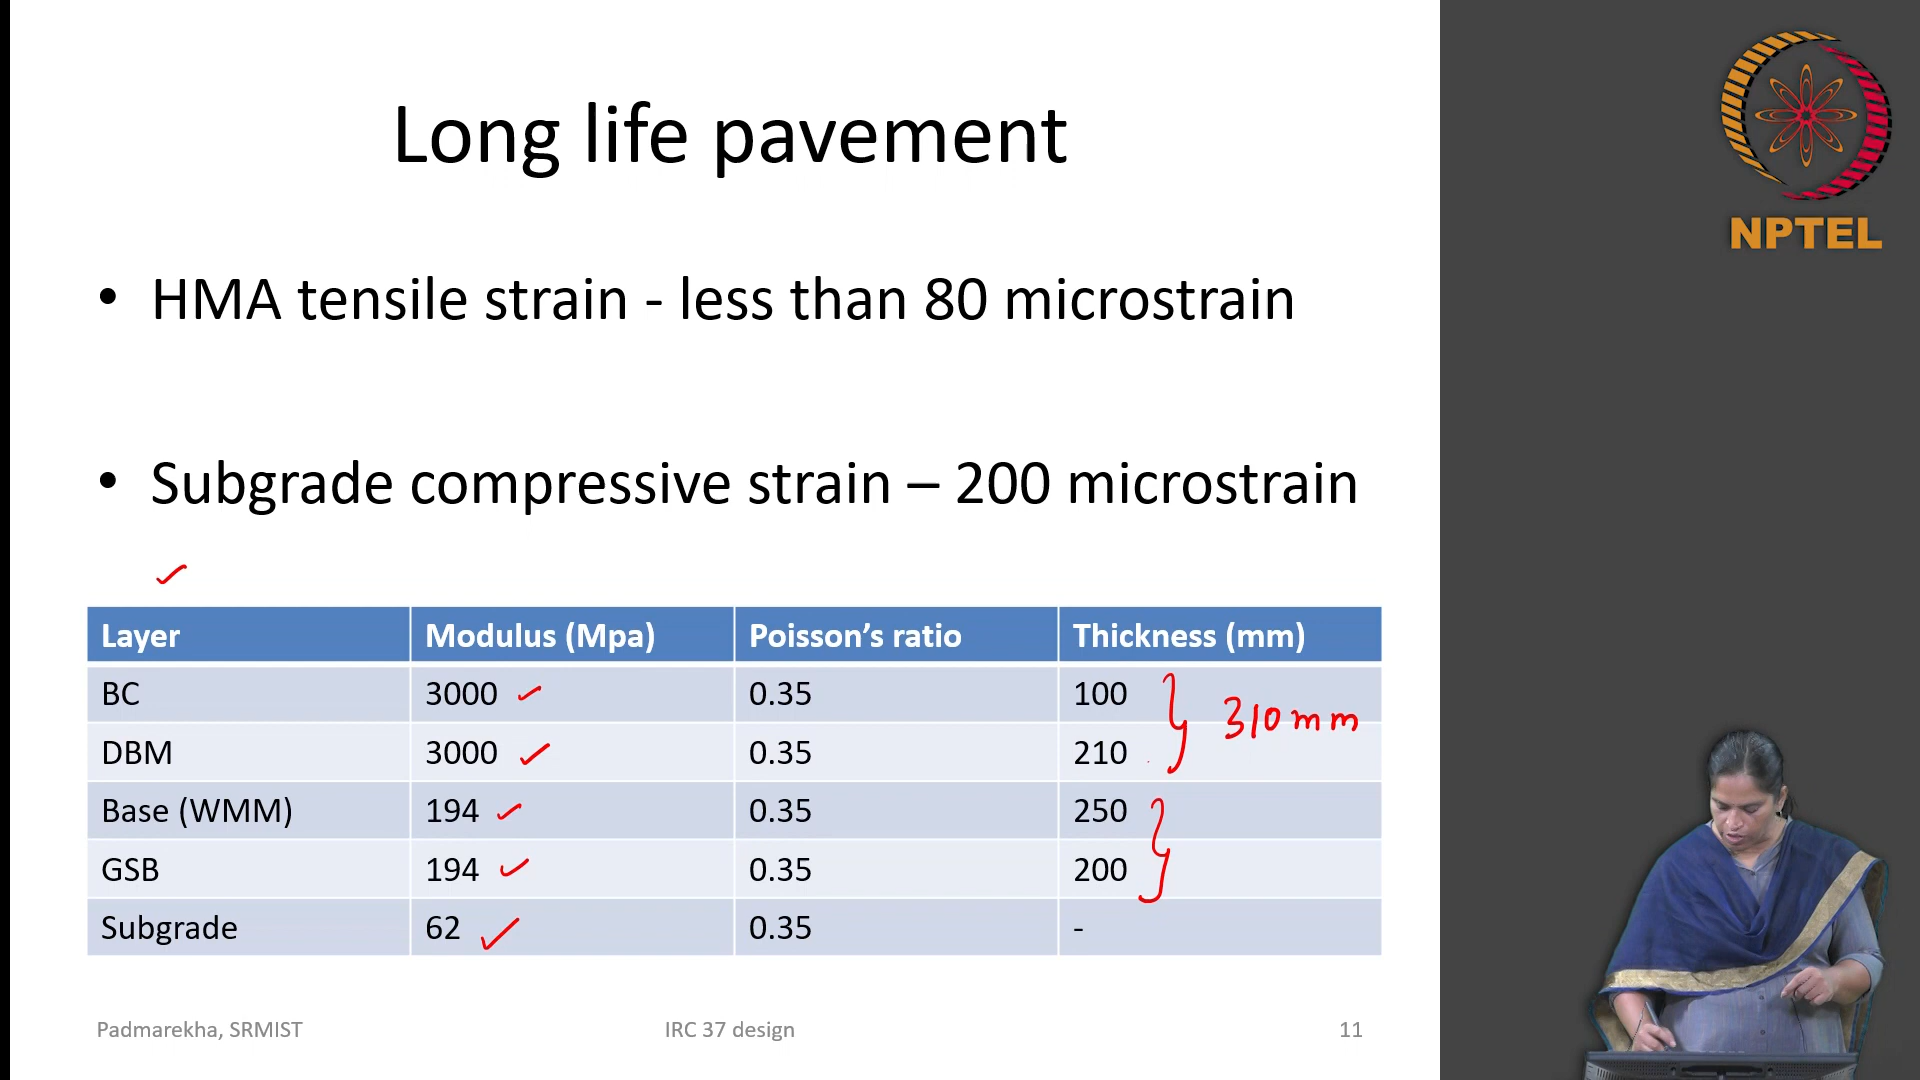 Long life pavement
NPTEL
• HMA tensile strain - less than 80 microstrain
• Subgrade compressive strain – 200 microstrain
Layer Modulus (Mpa) Poisson’s ratio Thickness (mm)
BC 3000 0.35 100
310 mm
DBM 3000 0.35 210
Base (WMM) 194 0.35 250
GSB 194 0.35 200
Subgrade 62 0.35 -
Padmarekha, SRMIST IRC 37 design 11